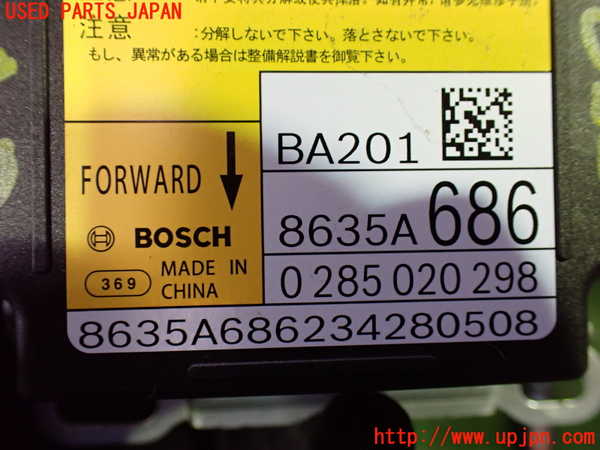 USED PARTS JAPAN
注意 :分解しないで下さい。落とさないで下さい。
もし、異常がある場合は整備解説書を御覧下さい。
BA201
FORWARD
8635A 686
BOSCH
369
MADE IN
CHINA
0 285 020 298
8635A686234280508
http://www.upjpn.com